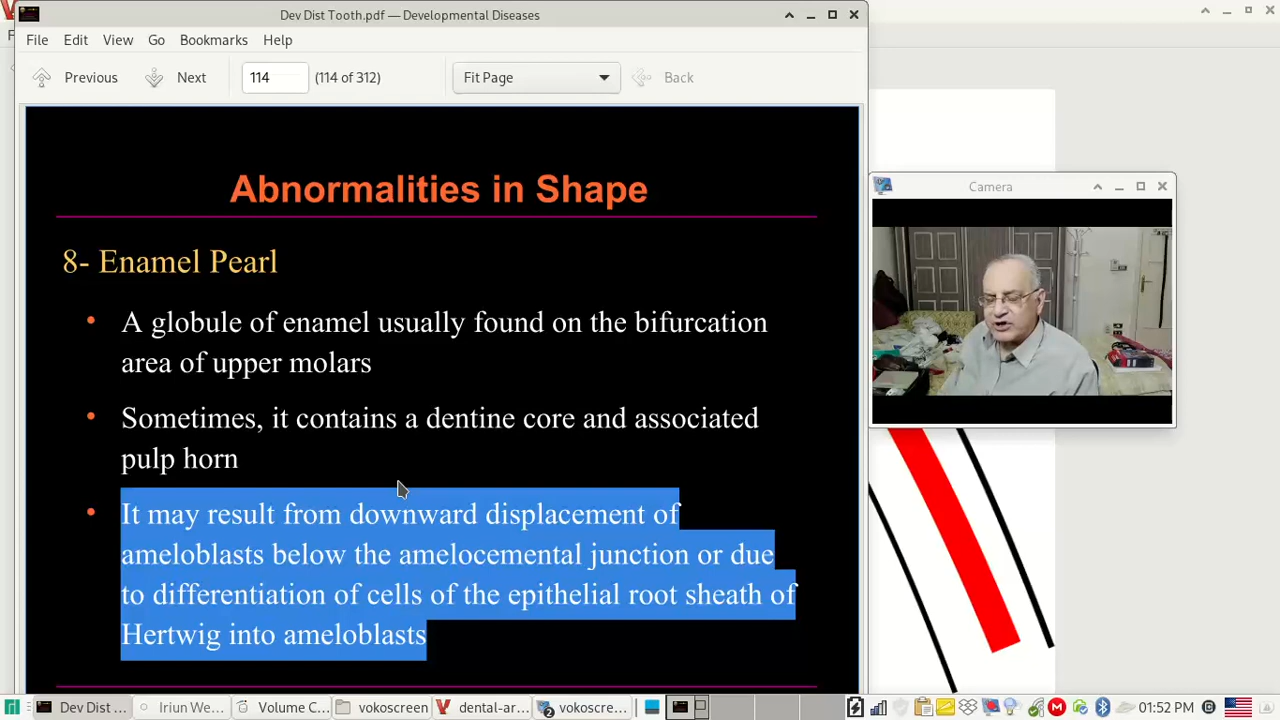 Dev Dist Tooth.pdf — Developmental Diseases
File Edit View Go Bookmarks Help
Previous Next 114 (114 of 312) Fit Page Back
Abnormalities in Shape
8- Enamel Pearl
• A globule of enamel usually found on the bifurcation
area of upper molars
• Sometimes, it contains a dentine core and associated
pulp horn
• It may result from downward displacement of
ameloblasts below the amelocemental junction or due
to differentiation of cells of the epithelial root sheath of
Hertwig into ameloblasts
Camera
Dev Dist ... Iriun We... Volume C... vokoscreen dental-ar... vokoscre... 01:52 PM